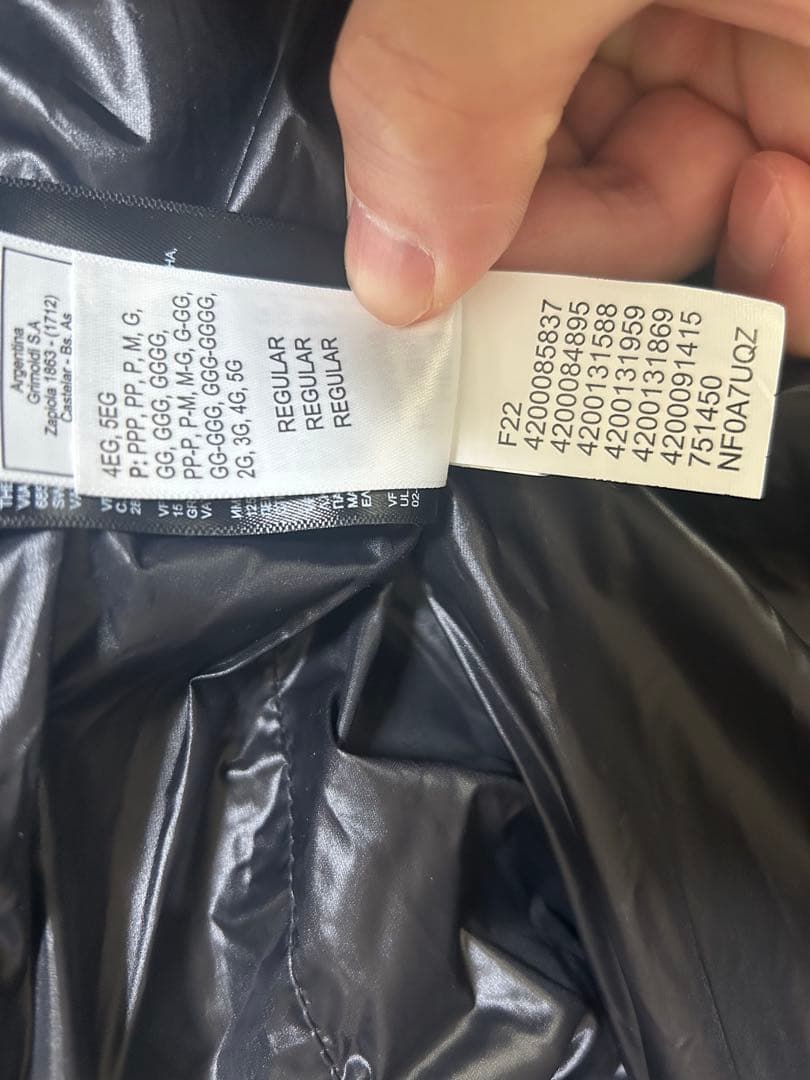 Argentina
Grimoldi S.A
Zapiola 1863 - (1712)
Castelar - Bs. As
4EG, 5EG
P: PPP, PP, P, M, G,
GG, GGG, GGGG,
PP-P, P-M, M-G, G-GG,
GG-GGG, GGG-GGGG,
2G, 3G, 4G, 5G
REGULAR
REGULAR
REGULAR
F22
4200085837
4200084895
4200131588
4200131959
4200131869
4200091415
751450
NF0A7UQZ
HA,